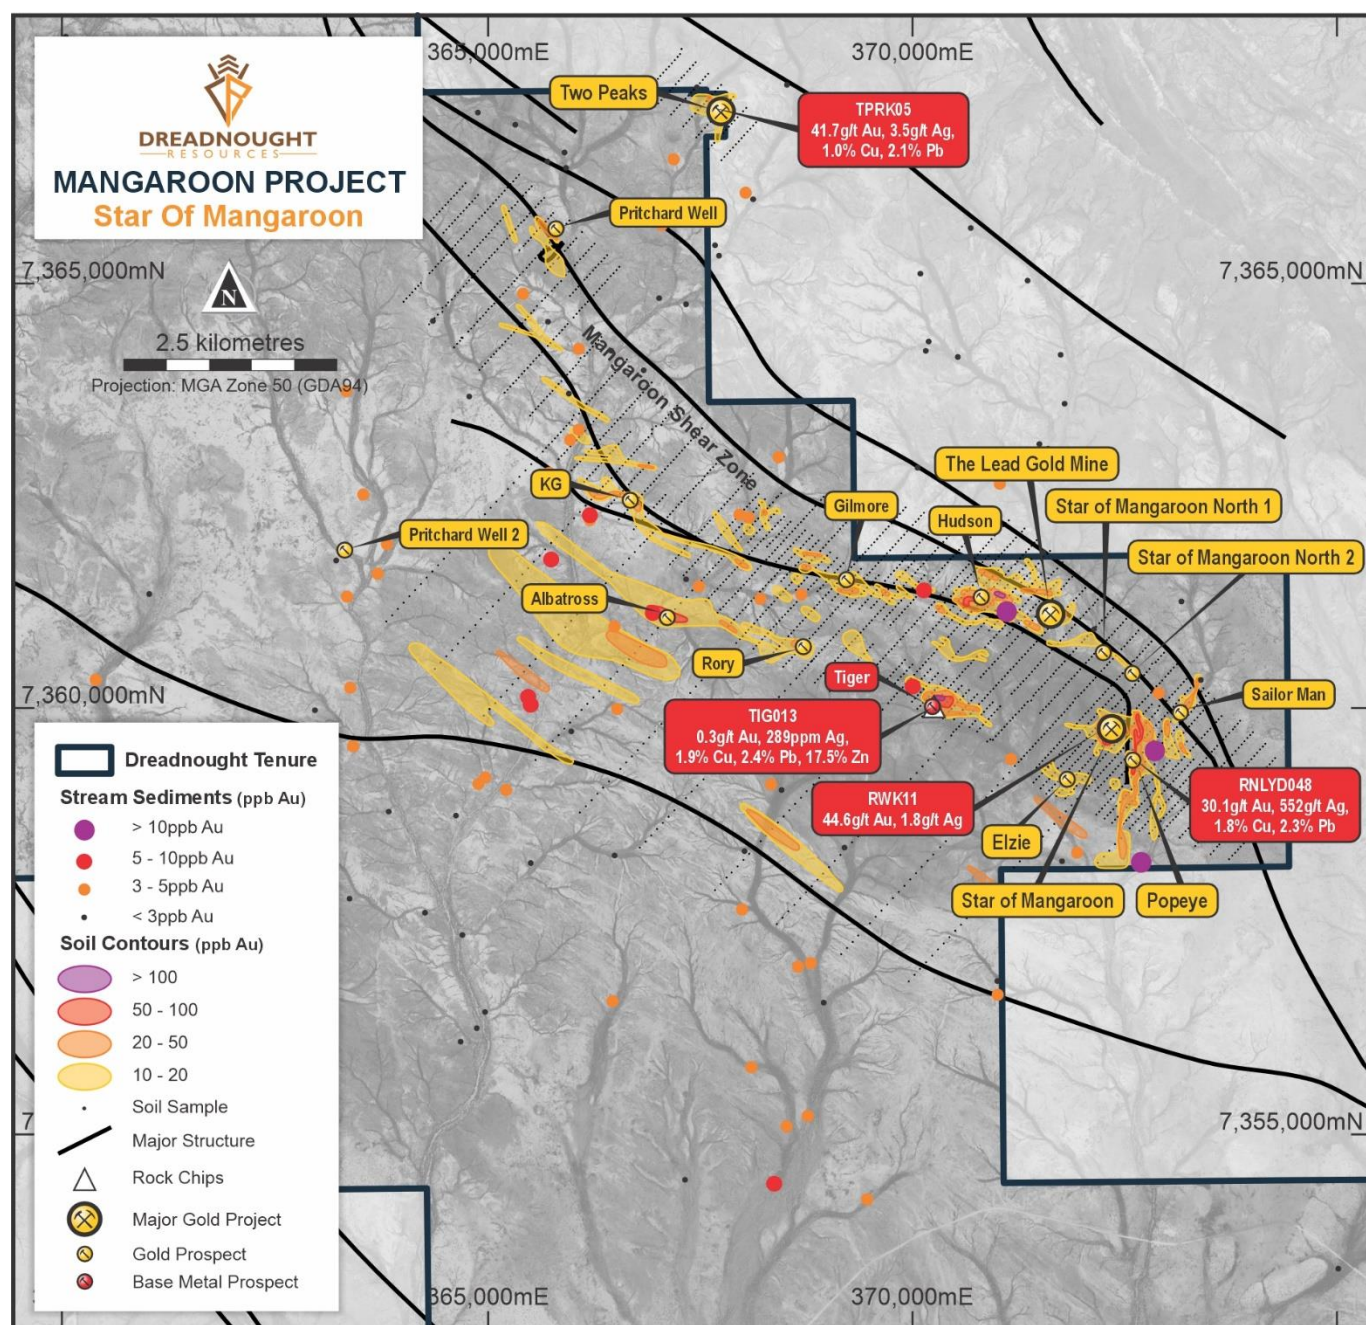 DREADNOUGHT
RESOURCES
MANGAROON PROJECT
Star Of Mangaroon
365,000mE
370,000mE
7,365,000mN
7,365,000mN
N
2.5 kilometres
Projection: MGA Zone 50 (GDA94)
Two Peaks
TPRK05
41.7g/t Au, 3.5g/t Ag,
1.0% Cu, 2.1% Pb
Pritchard Well
Mangaroon Shear Zone
The Lead Gold Mine
KG
Gilmore
Hudson
Star of Mangaroon North 1
Pritchard Well 2
Star of Mangaroon North 2
Albatross
Rory
Tiger
Sailor Man
7,360,000mN
TIG013
0.3g/t Au, 289ppm Ag,
1.9% Cu, 2.4% Pb, 17.5% Zn
RWK11
44.6g/t Au, 1.8g/t Ag
RNLYD048
30.1g/t Au, 552g/t Ag,
1.8% Cu, 2.3% Pb
Elzie
Star of Mangaroon
Popeye
Dreadnought Tenure
Stream Sediments (ppb Au)
> 10ppb Au
5 - 10ppb Au
3 - 5ppb Au
< 3ppb Au
Soil Contours (ppb Au)
> 100
50 - 100
20 - 50
10 - 20
Soil Sample
Major Structure
Rock Chips
Major Gold Project
Gold Prospect
Base Metal Prospect
7
7,355,000mN
365,000mE
370,000mE